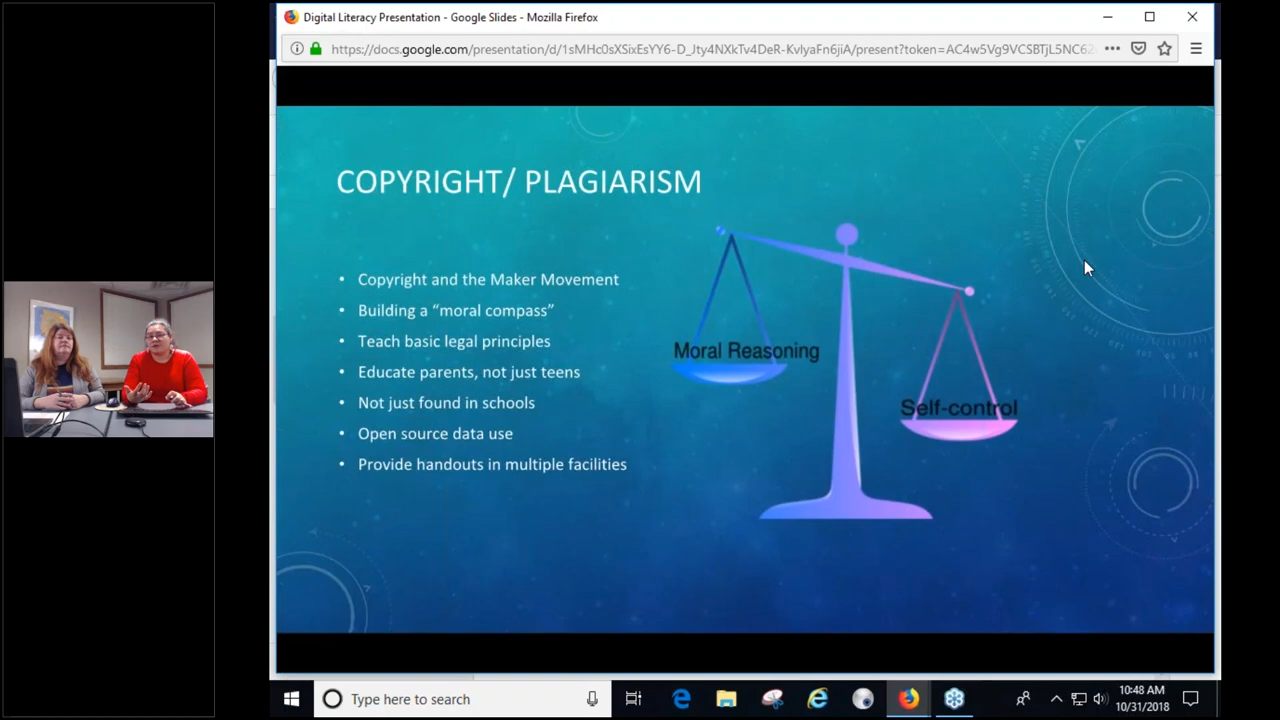 Digital Literacy Presentation - Google Slides - Mozilla Firefox
https://docs.google.com/presentation/d/1sMHc0sXSixEsYY6-D_Jty4NXkTv4DeR-KvIyaFn6jiA/present?token=AC4w5Vg9VCSBTjL5NC62
COPYRIGHT/ PLAGIARISM
• Copyright and the Maker Movement
• Building a “moral compass”
• Teach basic legal principles
• Educate parents, not just teens
• Not just found in schools
• Open source data use
• Provide handouts in multiple facilities
Moral Reasoning
Self-control
Type here to search
10:48 AM
10/31/2018